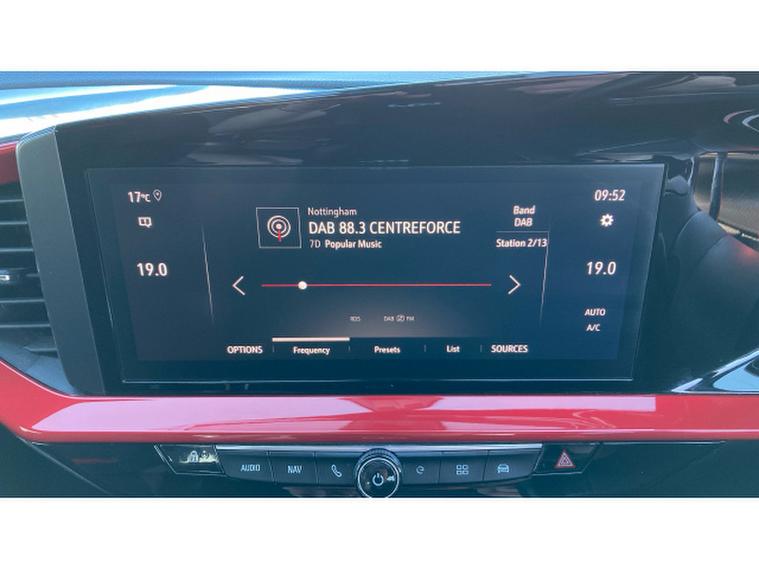 17°C
09:52
Nottingham
DAB 88.3 CENTREFORCE
7D Popular Music
Band
DAB
Station 2/13
19.0
19.0
RDS DAB FM
AUTO
A/C
OPTIONS Frequency Presets List SOURCES
AUDIO NAV